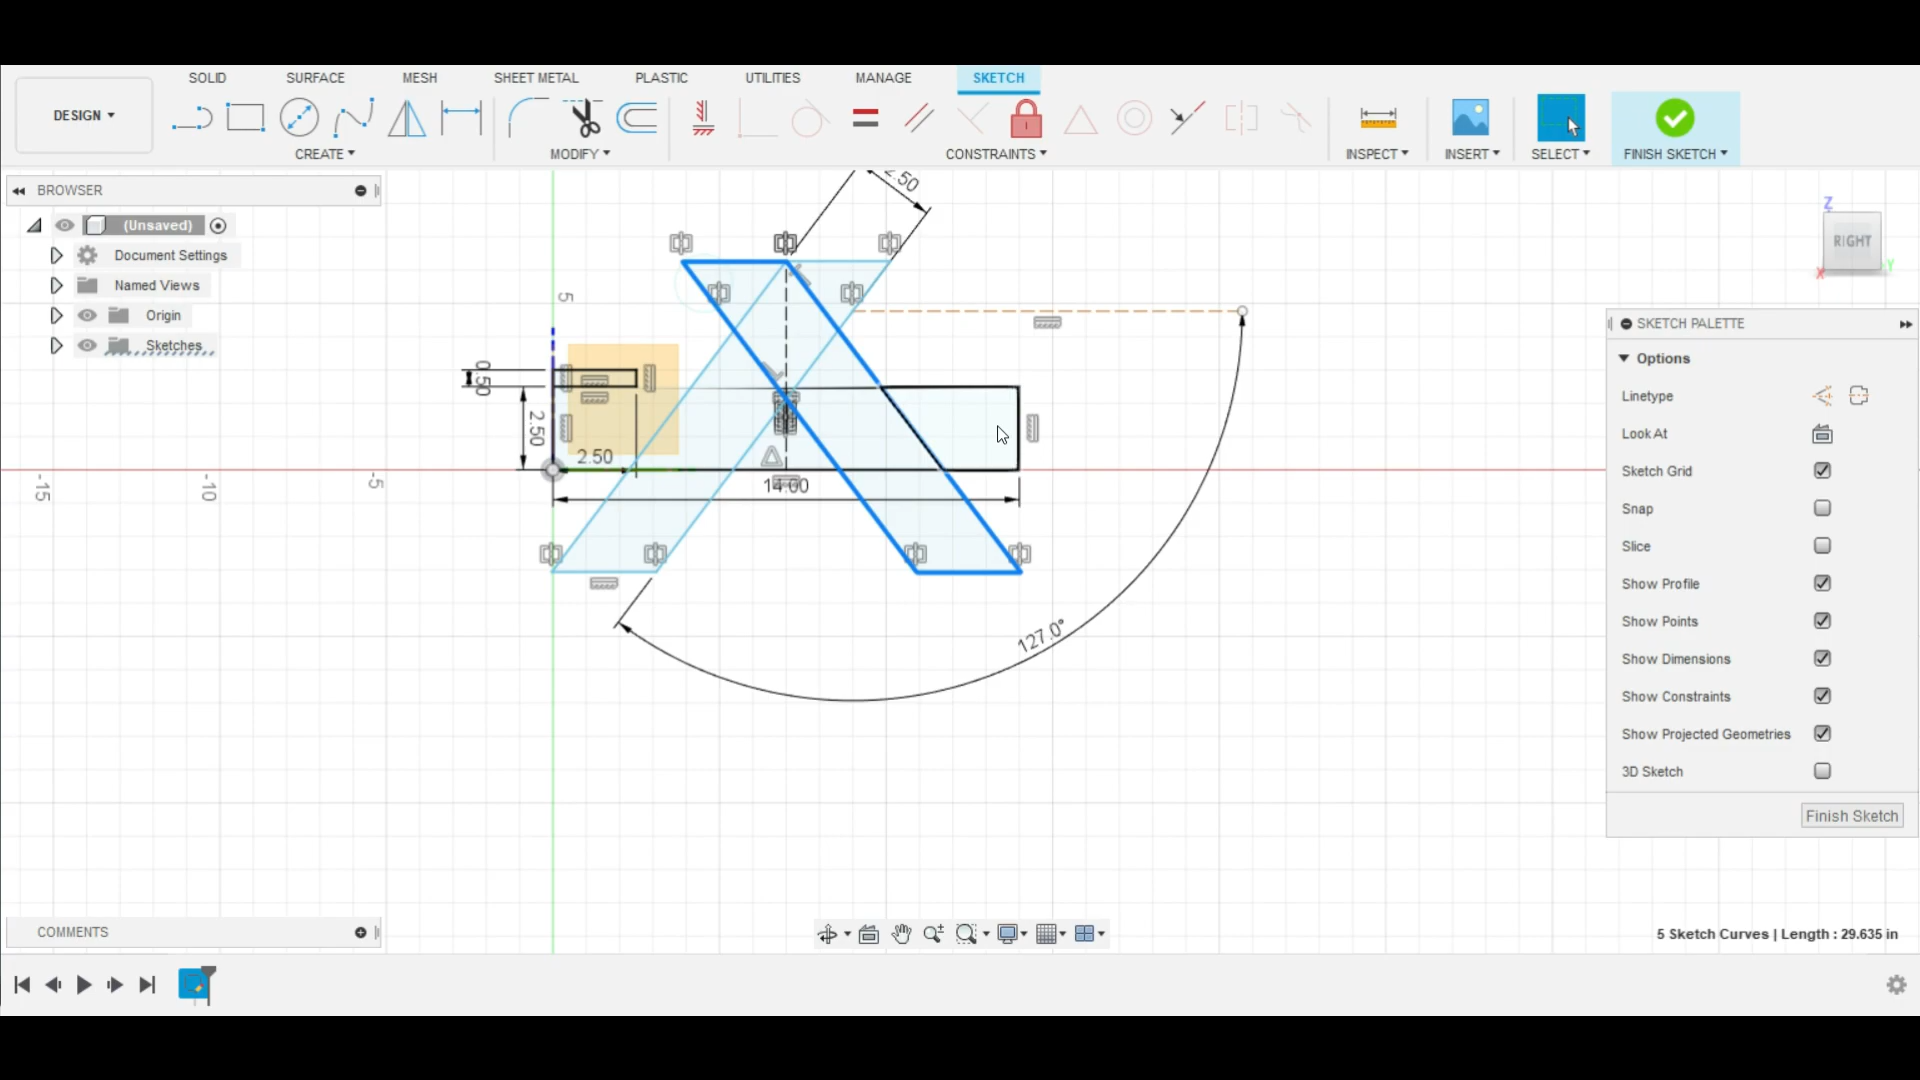 SOLID SURFACE MESH SHEET METAL PLASTIC UTILITIES MANAGE SKETCH
DESIGN
CREATE MODIFY CONSTRAINTS INSPECT INSERT SELECT FINISH SKETCH
BROWSER
(Unsaved)
Document Settings
Named Views
Origin
Sketches
2.50
5
0.50
2.50
2.50
14.00
-15
-10
-5
127.0°
Z
RIGHT
X
Y
SKETCH PALETTE
Options
Linetype
Look At
Sketch Grid
Snap
Slice
Show Profile
Show Points
Show Dimensions
Show Constraints
Show Projected Geometries
3D Sketch
Finish Sketch
COMMENTS
5 Sketch Curves | Length : 29.635 in